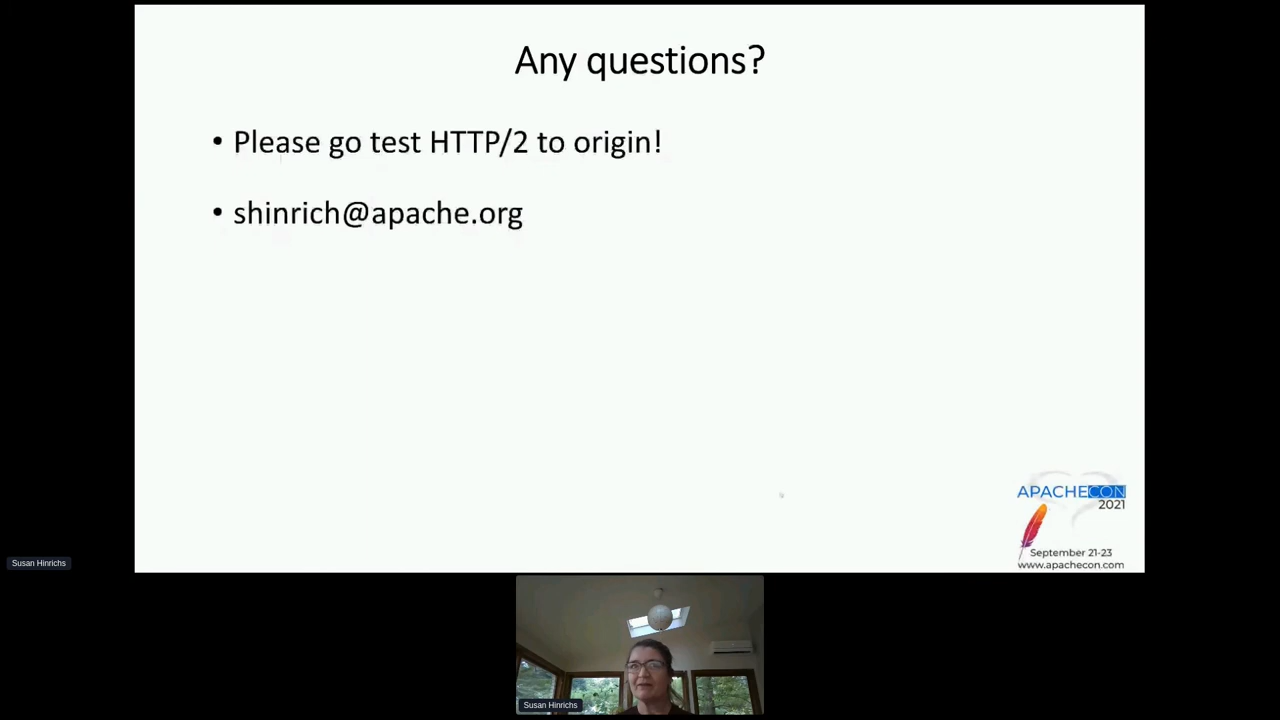 Any questions?
• Please go test HTTP/2 to origin!
• shinrich@apache.org
APACHECON
2021
September 21-23
www.apachecon.com
Susan Hinrichs
Susan Hinrichs